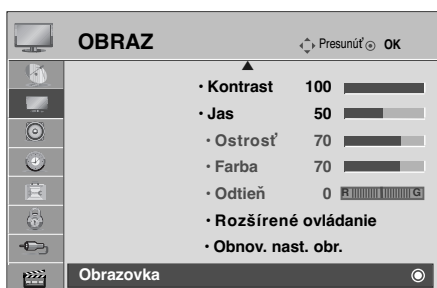 OBRAZ Presunúť OK
· Kontrast 100
· Jas 50
· Ostrosť 70
· Farba 70
· Odtieň 0 R G
· Rozšírené ovládanie
· Obnov. nast. obr.
Obrazovka